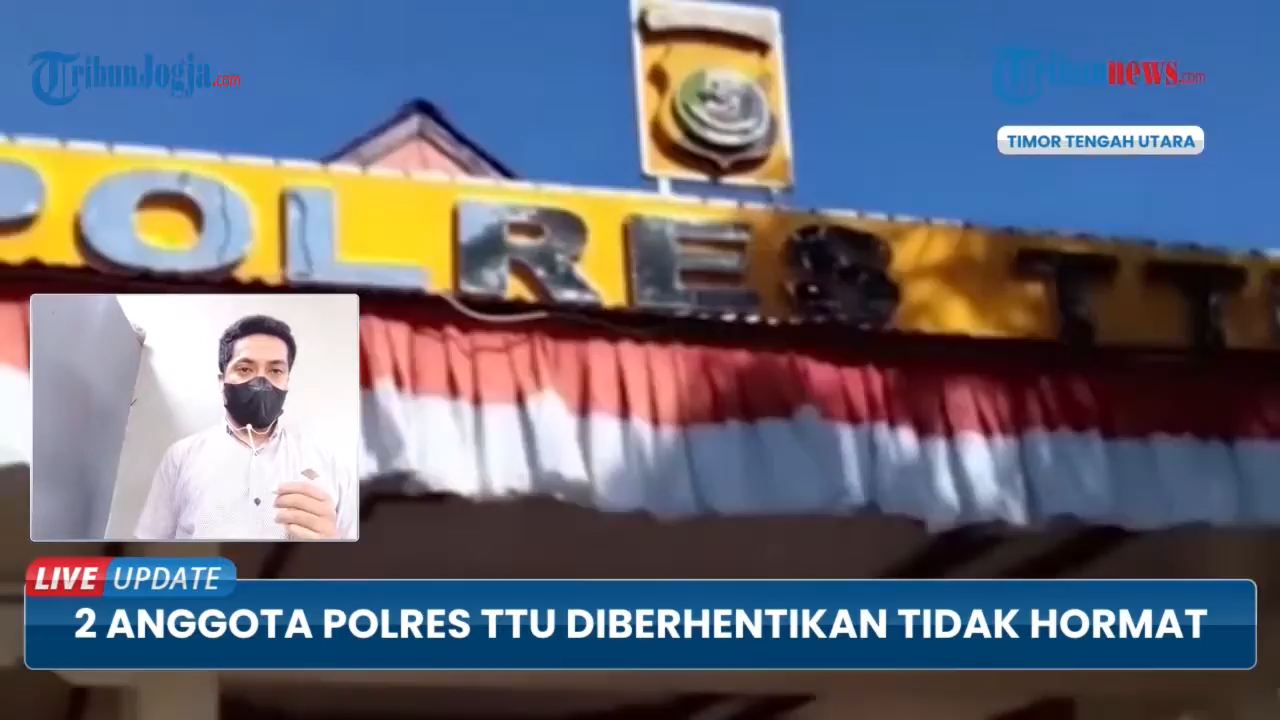 TribunJogja.com
Tribunnews.com
TIMOR TENGAH UTARA
POLRES TTU
LIVE UPDATE
2 ANGGOTA POLRES TTU DIBERHENTIKAN TIDAK HORMAT